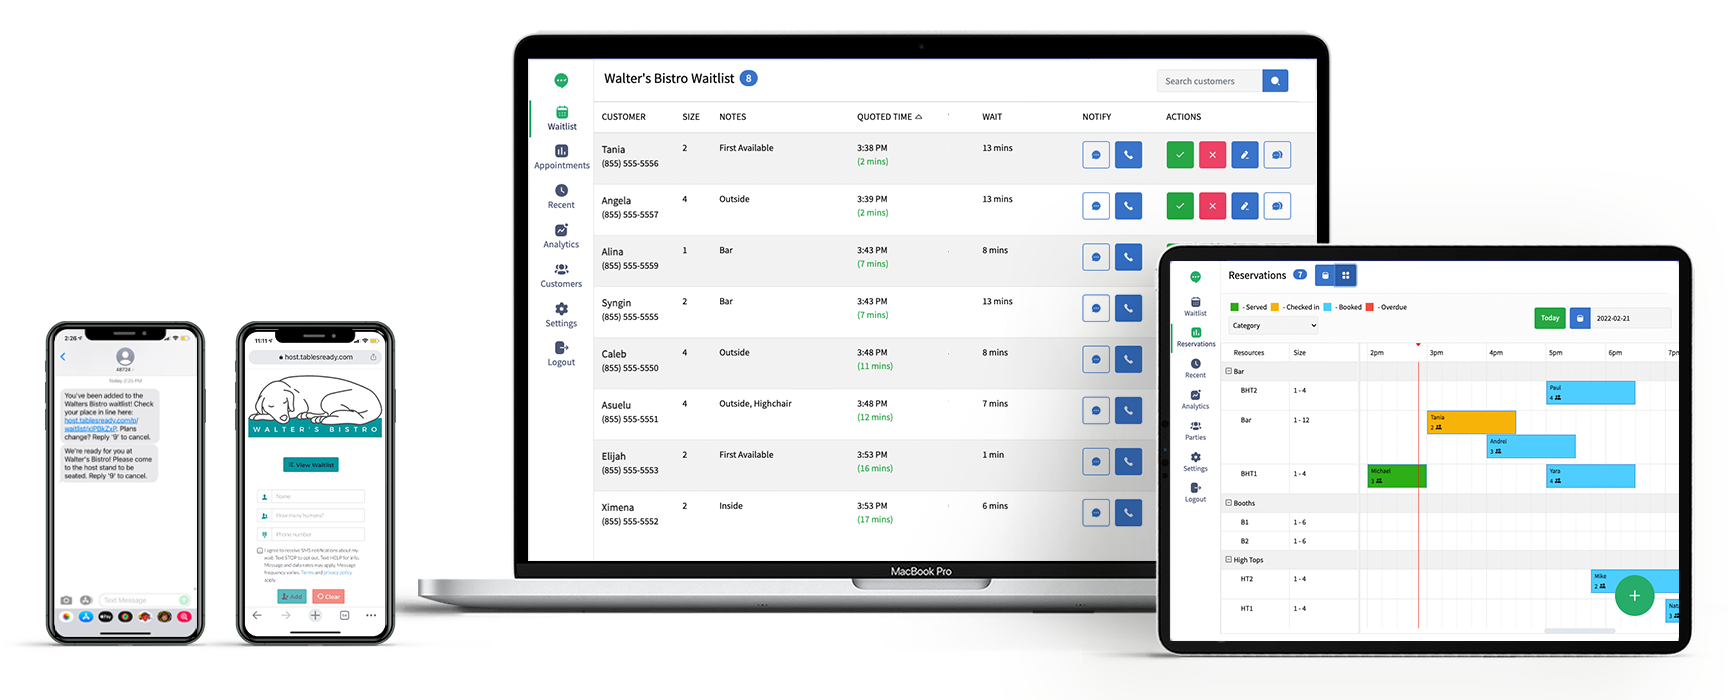 2:26
48724
Today 2:25 PM
You've been added to the
Walters Bistro waitlist! Check
your place in line here:
host.tablesready.com/o/
waitlist/xIPBkZxP. Plans
change? Reply '9' to cancel.
We're ready for you at
Walter's Bistro! Please come
to the host stand to be
seated. Reply '9' to cancel.
Text Message
Pay
11:11
host.tablesready.com
WALTER'S BISTRO
View Waitlist
Name
How many humans?
Phone number
I agree to receive SMS notifications about my
wait. Text STOP to opt out. Text HELP for info.
Message and data rates may apply. Message
frequency varies. Terms and privacy policy
apply.
Add
Clear
Waitlist
Appointments
Recent
Analytics
Customers
Settings
Logout
Walter's Bistro Waitlist 8
Search customers
CUSTOMER SIZE NOTES QUOTED TIME WAIT NOTIFY ACTIONS
Tania 2 First Available 3:38 PM 13 mins
(855) 555-5556 (2 mins)
Angela 4 Outside 3:39 PM 13 mins
(855) 555-5557 (2 mins)
Alina 1 Bar 3:43 PM 8 mins
(855) 555-5559 (7 mins)
Syngin 2 Bar 3:43 PM 13 mins
(855) 555-5555 (7 mins)
Caleb 4 Outside 3:48 PM 8 mins
(855) 555-5550 (11 mins)
Asuelu 4 Outside, Highchair 3:48 PM 7 mins
(855) 555-5551 (12 mins)
Elijah 2 First Available 3:53 PM 1 min
(855) 555-5553 (16 mins)
Ximena 2 Inside 3:53 PM 6 mins
(855) 555-5552 (17 mins)
MacBook Pro
Waitlist
Reservations
Recent
Analytics
Parties
Settings
Logout
Reservations 7
- Served - Checked in - Booked - Overdue
Category
Today
2022-02-21
Resources Size 2pm 3pm 4pm 5pm 6pm 7pm
Bar
BHT2 1 - 4
Paul
4
Bar 1 - 12
Tania
2
Andrei
3
BHT1 1 - 4
Michael
3
Yara
4
Booths
B1 1 - 6
B2 1 - 6
High Tops
HT2 1 - 4
Mike
2
HT1 1 - 4
Nat
3